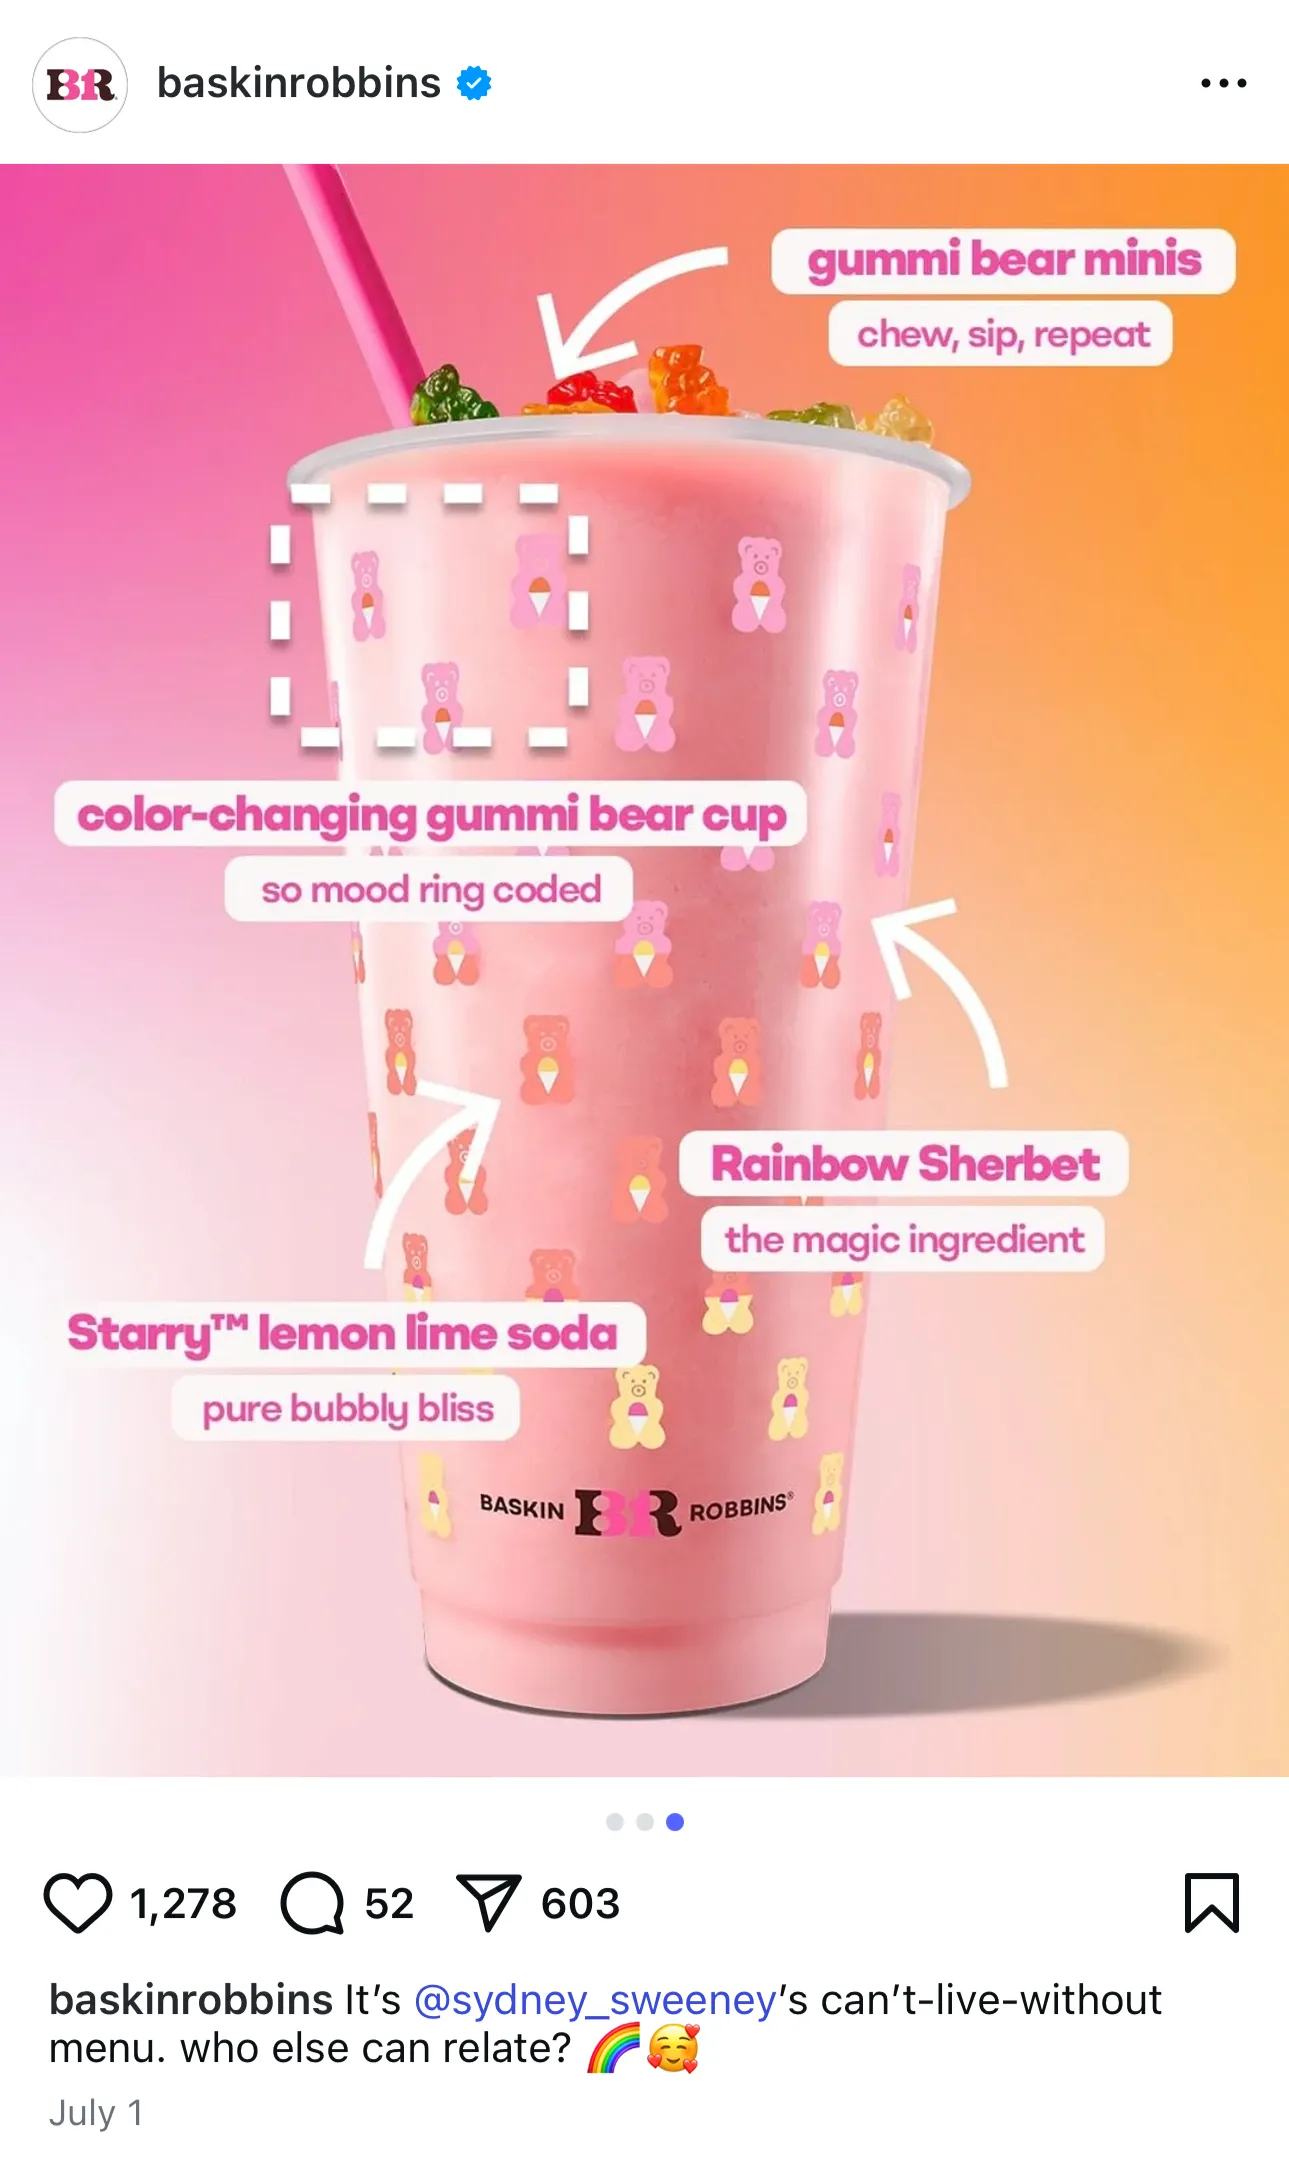 BR
baskinrobbins
gummi bear minis
chew, sip, repeat
color-changing gummi bear cup
so mood ring coded
Rainbow Sherbet
the magic ingredient
Starry™ lemon lime soda
pure bubbly bliss
BASKIN BR ROBBINS®
1,278 52 603
baskinrobbins It’s @sydney_sweeney’s can’t-live-without
menu. who else can relate? 🌈🥰
July 1